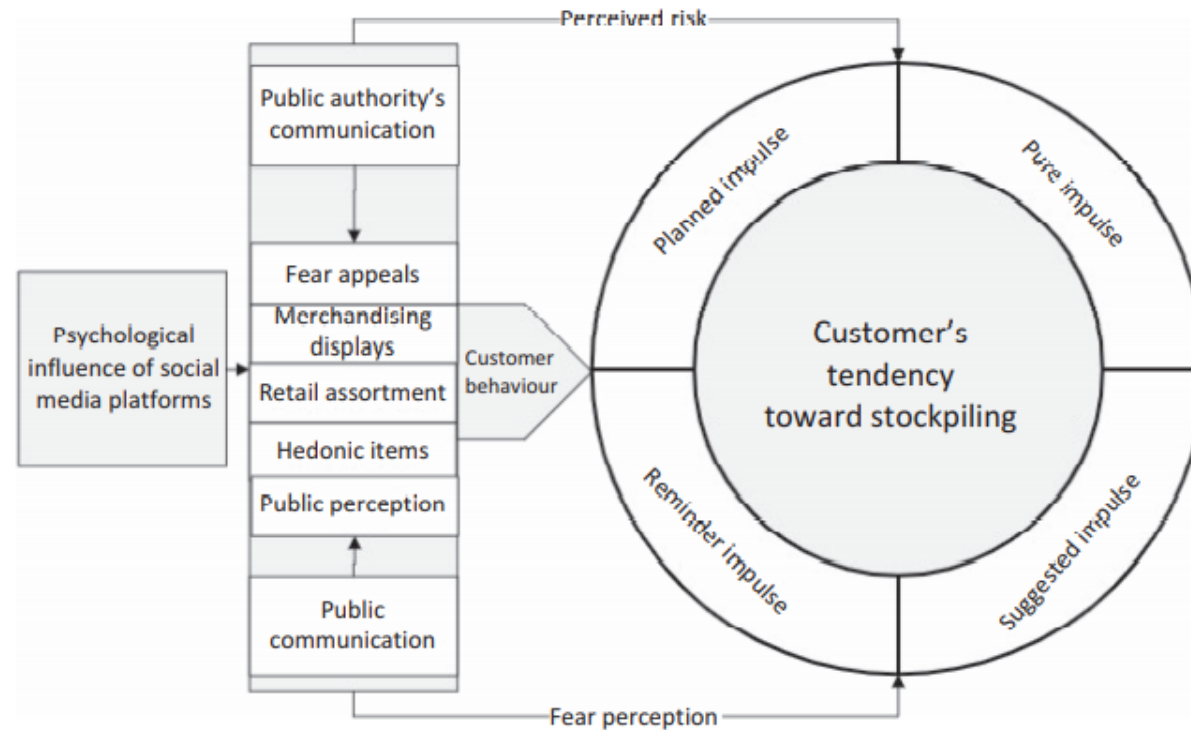 Perceived risk
Public authority's
communication
Fear appeals
Merchandising
displays
Retail assortment
Hedonic items
Public perception
Public
communication
Psychological
influence of social
media platforms
Customer
behaviour
Planned impulse
Pure impulse
Customer's
tendency
toward stockpiling
Reminder impulse
Suggested impulse
Fear perception